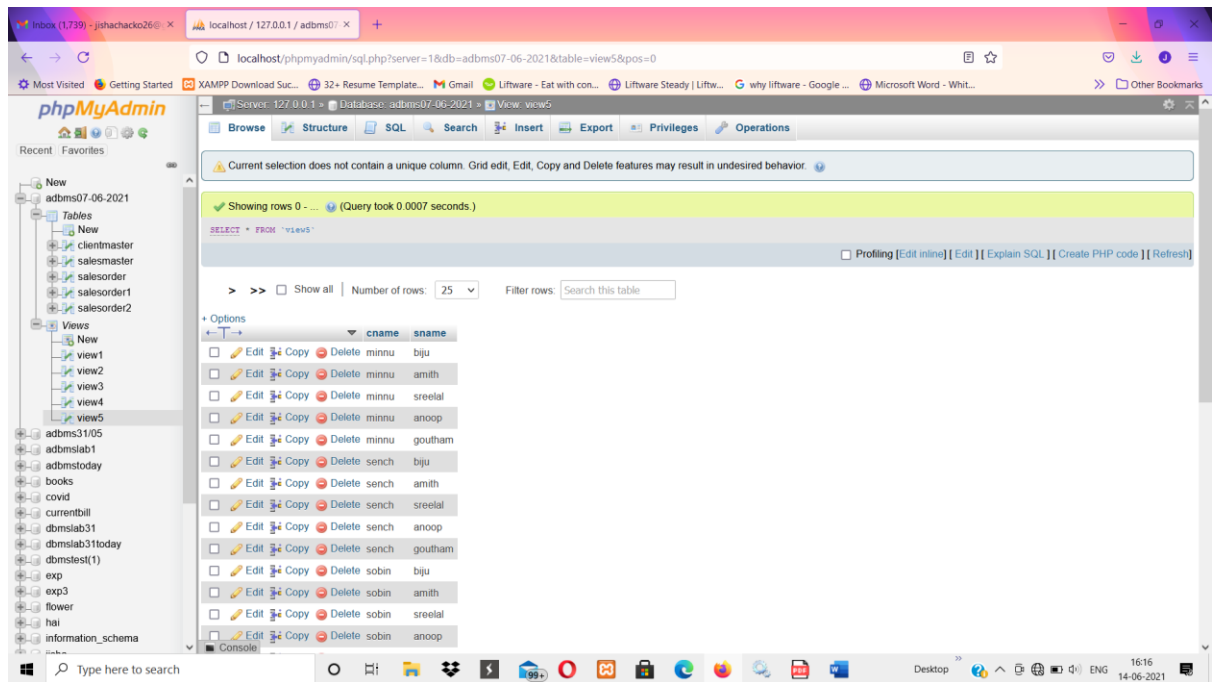 Inbox (1,739) - jishachacko26@
localhost / 127.0.0.1 / adbms07
localhost/phpmyadmin/sql.php?server=1&db=adbms07-06-2021&table=view5&pos=0
Most Visited Getting Started XAMPP Download Suc... 32+ Resume Template... Gmail Liftware - Eat with con... Liftware Steady | Liftw... why liftware - Google ... Microsoft Word - Whit... Other Bookmarks
phpMyAdmin
Recent Favorites
New
adbms07-06-2021
Tables
New
clientmaster
salesmaster
salesorder
salesorder1
salesorder2
Views
New
view1
view2
view3
view4
view5
adbms31/05
adbmslab1
adbmstoday
books
covid
currentbill
dbmslab31
dbmslab31today
dbmstest(1)
exp
exp3
flower
hai
information_schema
Server: 127.0.0.1 » Database: adbms07-06-2021 » View: view5
Browse Structure SQL Search Insert Export Privileges Operations
Current selection does not contain a unique column. Grid edit, Edit, Copy and Delete features may result in undesired behavior.
Showing rows 0 - ... (Query took 0.0007 seconds.)
SELECT * FROM `view5`
Profiling [Edit inline] [ Edit ] [ Explain SQL ] [ Create PHP code ] [ Refresh]
> >> Show all | Number of rows: 25 Filter rows: Search this table
+ Options
←T→ cname sname
Edit Copy Delete minnu biju
Edit Copy Delete minnu amith
Edit Copy Delete minnu sreelal
Edit Copy Delete minnu anoop
Edit Copy Delete minnu goutham
Edit Copy Delete sench biju
Edit Copy Delete sench amith
Edit Copy Delete sench sreelal
Edit Copy Delete sench anoop
Edit Copy Delete sench goutham
Edit Copy Delete sobin biju
Edit Copy Delete sobin amith
Edit Copy Delete sobin sreelal
Edit Copy Delete sobin anoop
Console
Type here to search
99+
Desktop
ENG
16:16
14-06-2021